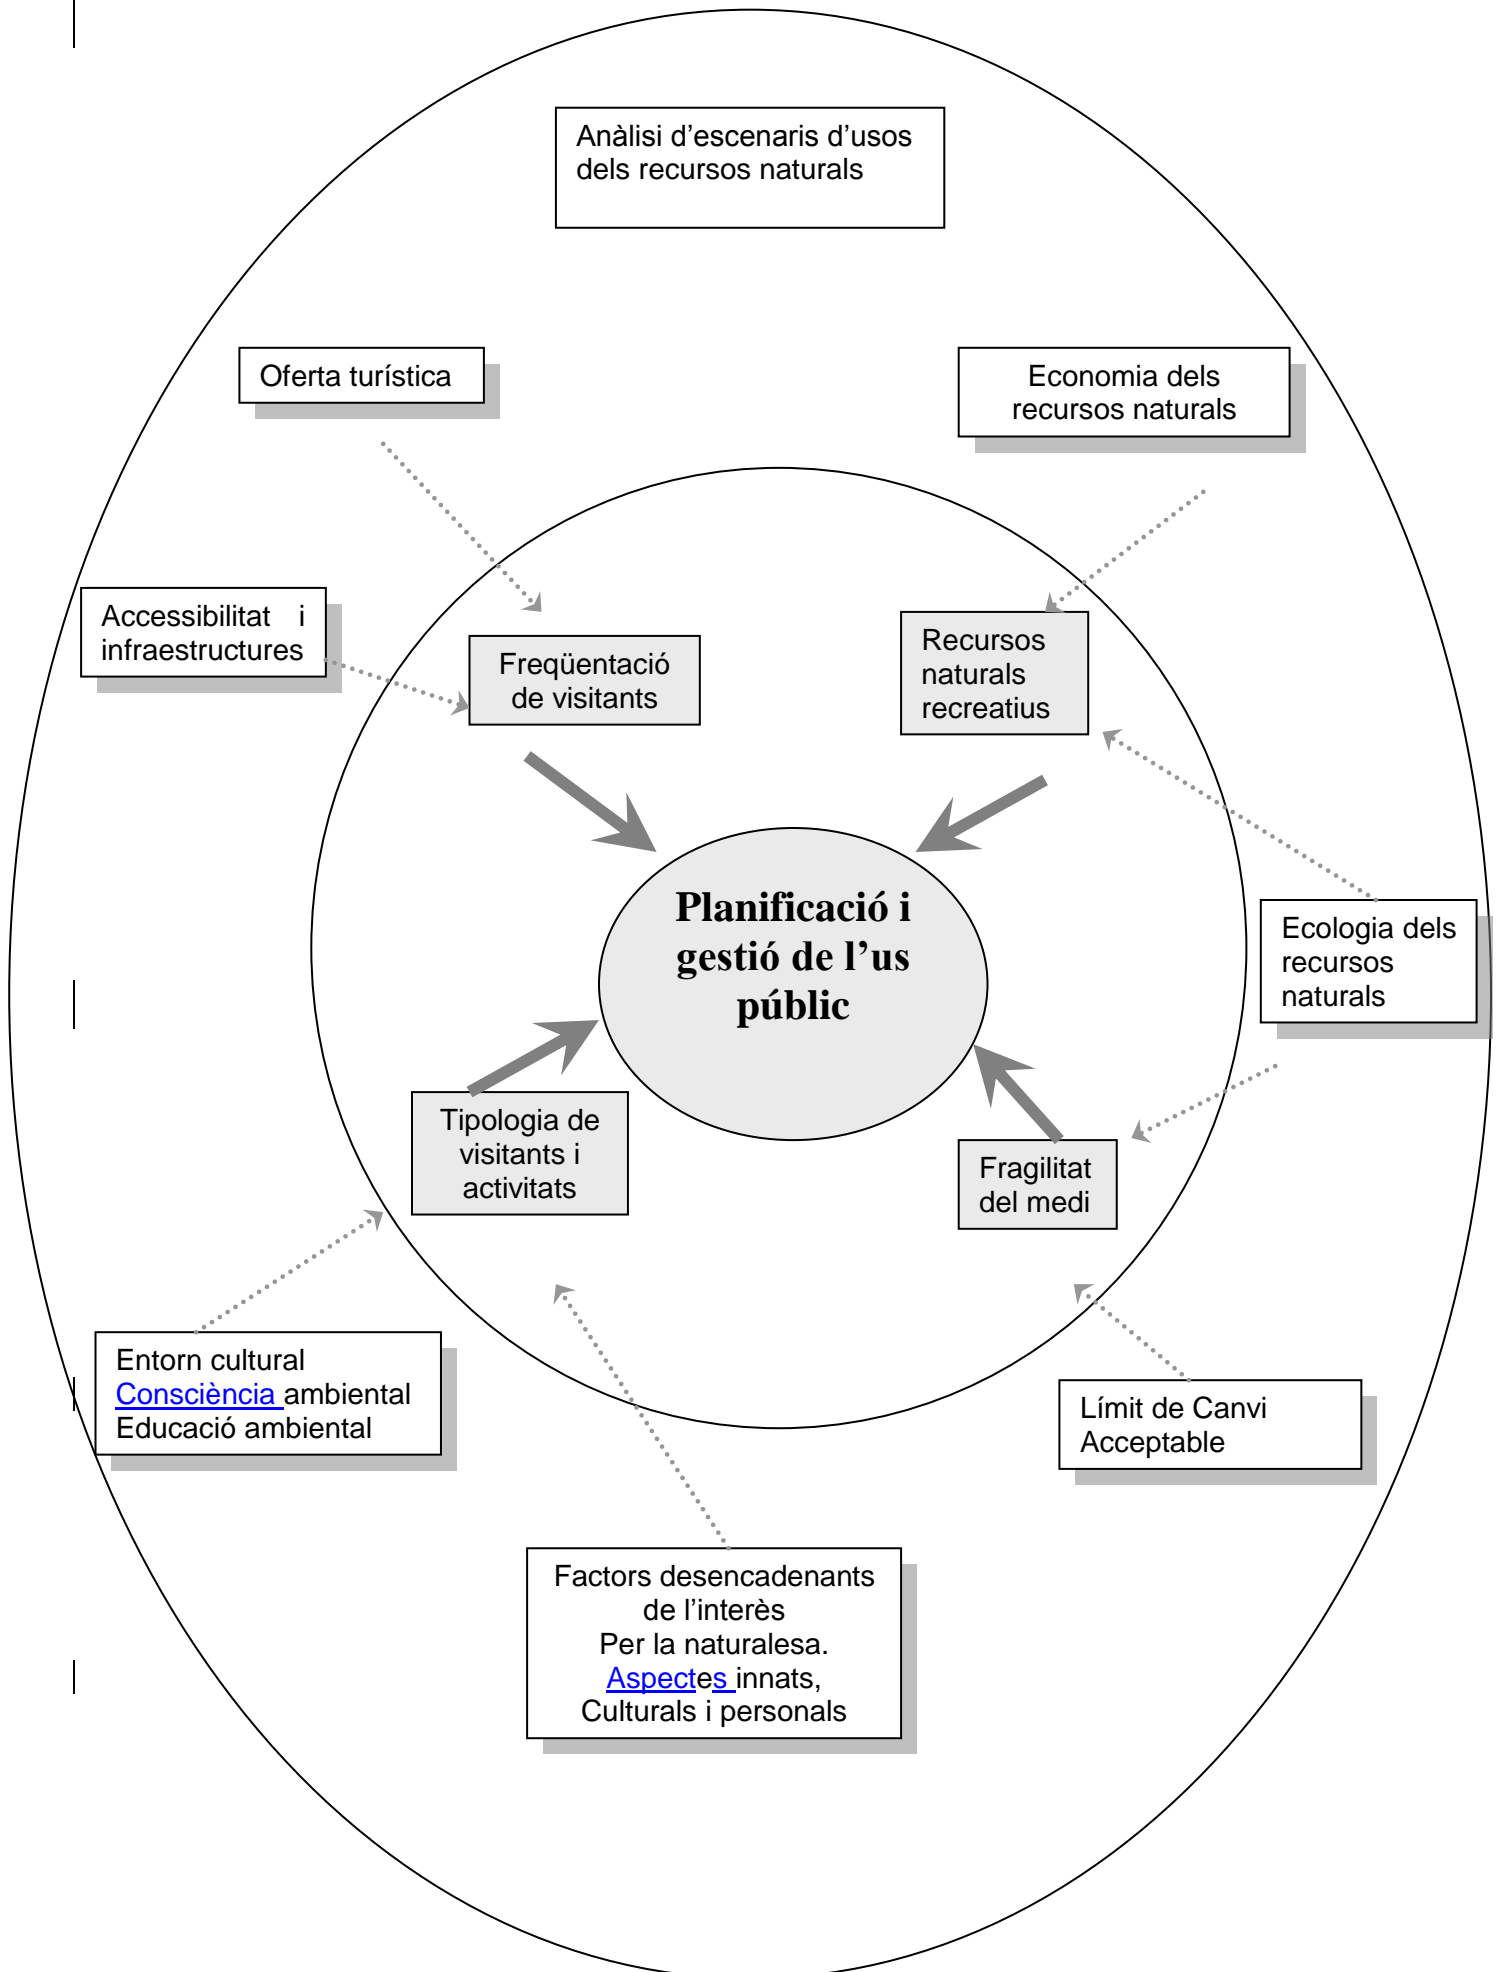 Anàlisi d’escenaris d’usos
dels recursos naturals
Oferta turística
Economia dels
recursos naturals
Accessibilitat i
infraestructures
Freqüentació
de visitants
Recursos
naturals
recreatius
Planificació i
gestió de l’us
públic
Ecologia dels
recursos
naturals
Tipologia de
visitants i
activitats
Fragilitat
del medi
Entorn cultural
Consciència ambiental
Educació ambiental
Límit de Canvi
Acceptable
Factors desencadenants
de l’interès
Per la naturalesa.
Aspectes innats,
Culturals i personals